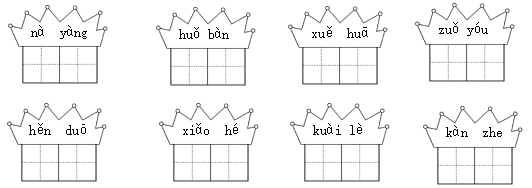 nà yàng huǒ bàn xuě huā zuǒ yóu
hěn duō xiǎo hé kuài lè kàn zhe